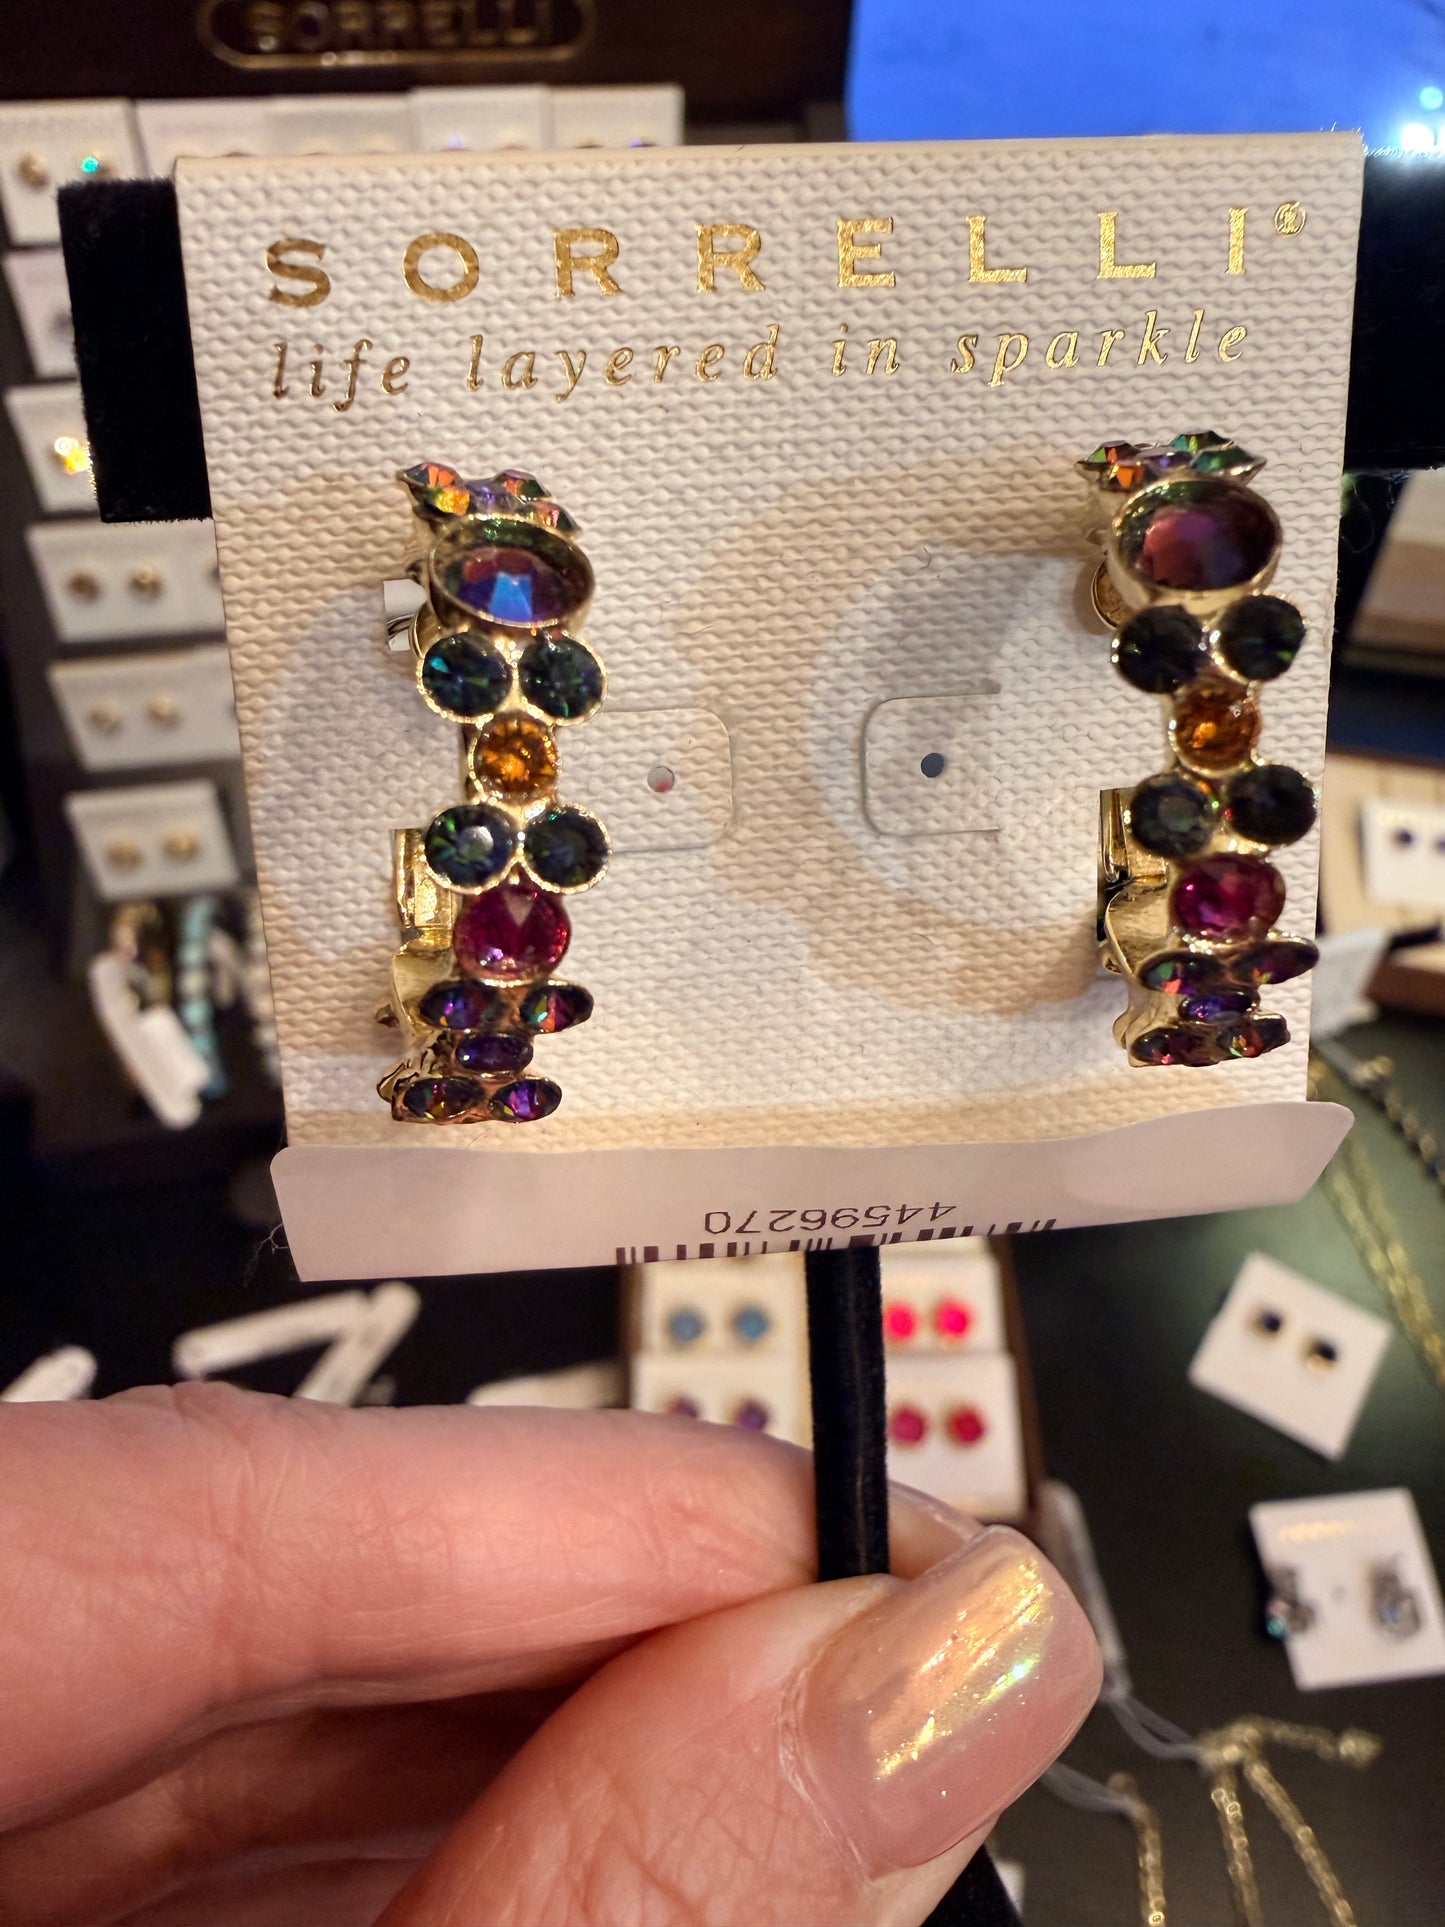 SORRELLI
SORRELLI®
life layered in sparkle
44596270